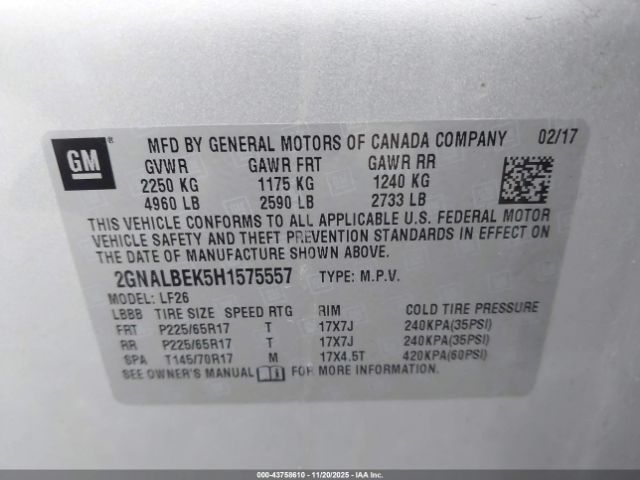 GM ® MFD BY GENERAL MOTORS OF CANADA COMPANY 02/17
GVWR GAWR FRT GAWR RR
2250 KG 1175 KG 1240 KG
4960 LB 2590 LB 2733 LB
THIS VEHICLE CONFORMS TO ALL APPLICABLE U.S. FEDERAL MOTOR
VEHICLE SAFETY AND THEFT PREVENTION STANDARDS IN EFFECT ON
THE DATE OF MANUFACTURE SHOWN ABOVE.
2GNALBEK5H1575557 TYPE: M.P.V.
MODEL: LF26
LBBB TIRE SIZE SPEED RTG RIM COLD TIRE PRESSURE
FRT P225/65R17 T 17X7J 240KPA(35PSI)
RR P225/65R17 T 17X7J 240KPA(35PSI)
SPA T145/70R17 M 17X4.5T 420KPA(60PSI)
SEE OWNER'S MANUAL FOR MORE INFORMATION.
000-43758610 - 11/20/2025 - COPART AUCTIONS